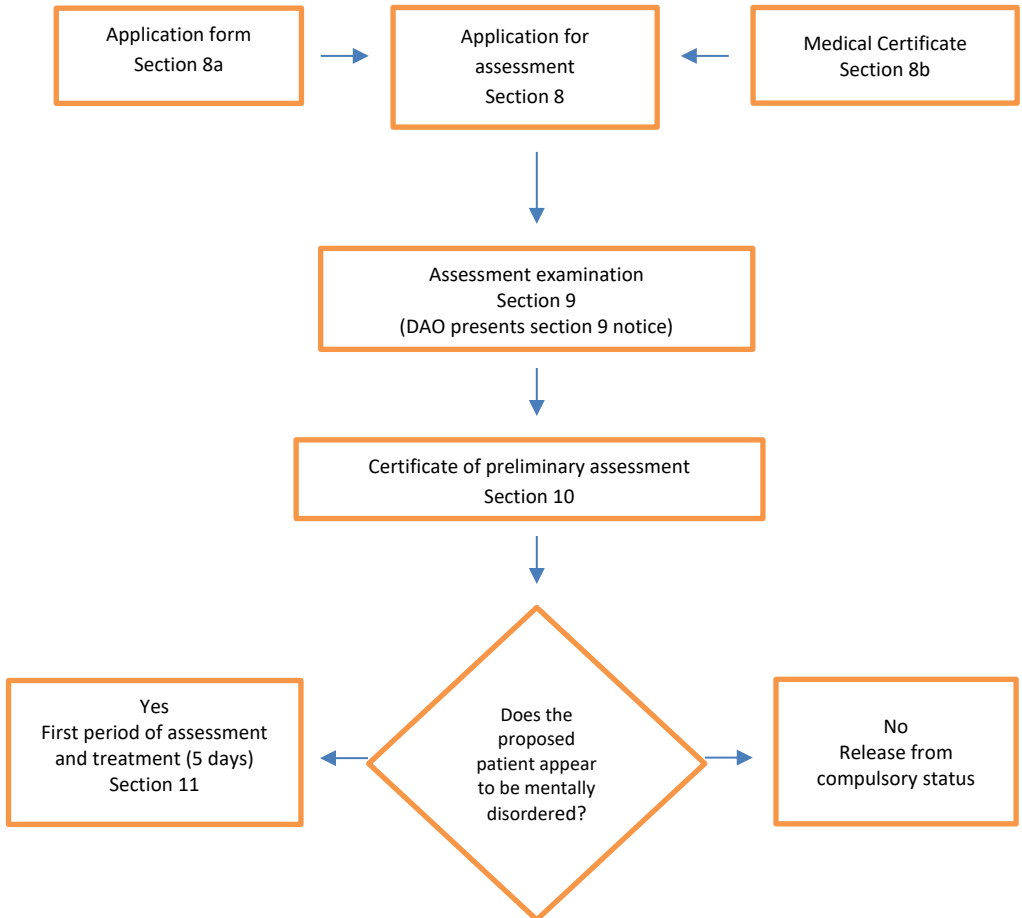 Application form
Section 8a
Application for
assessment
Section 8
Medical Certificate
Section 8b
Assessment examination
Section 9
(DAO presents section 9 notice)
Certificate of preliminary assessment
Section 10
Does the
proposed
patient appear
to be mentally
disordered?
Yes
First period of assessment
and treatment (5 days)
Section 11
No
Release from
compulsory status